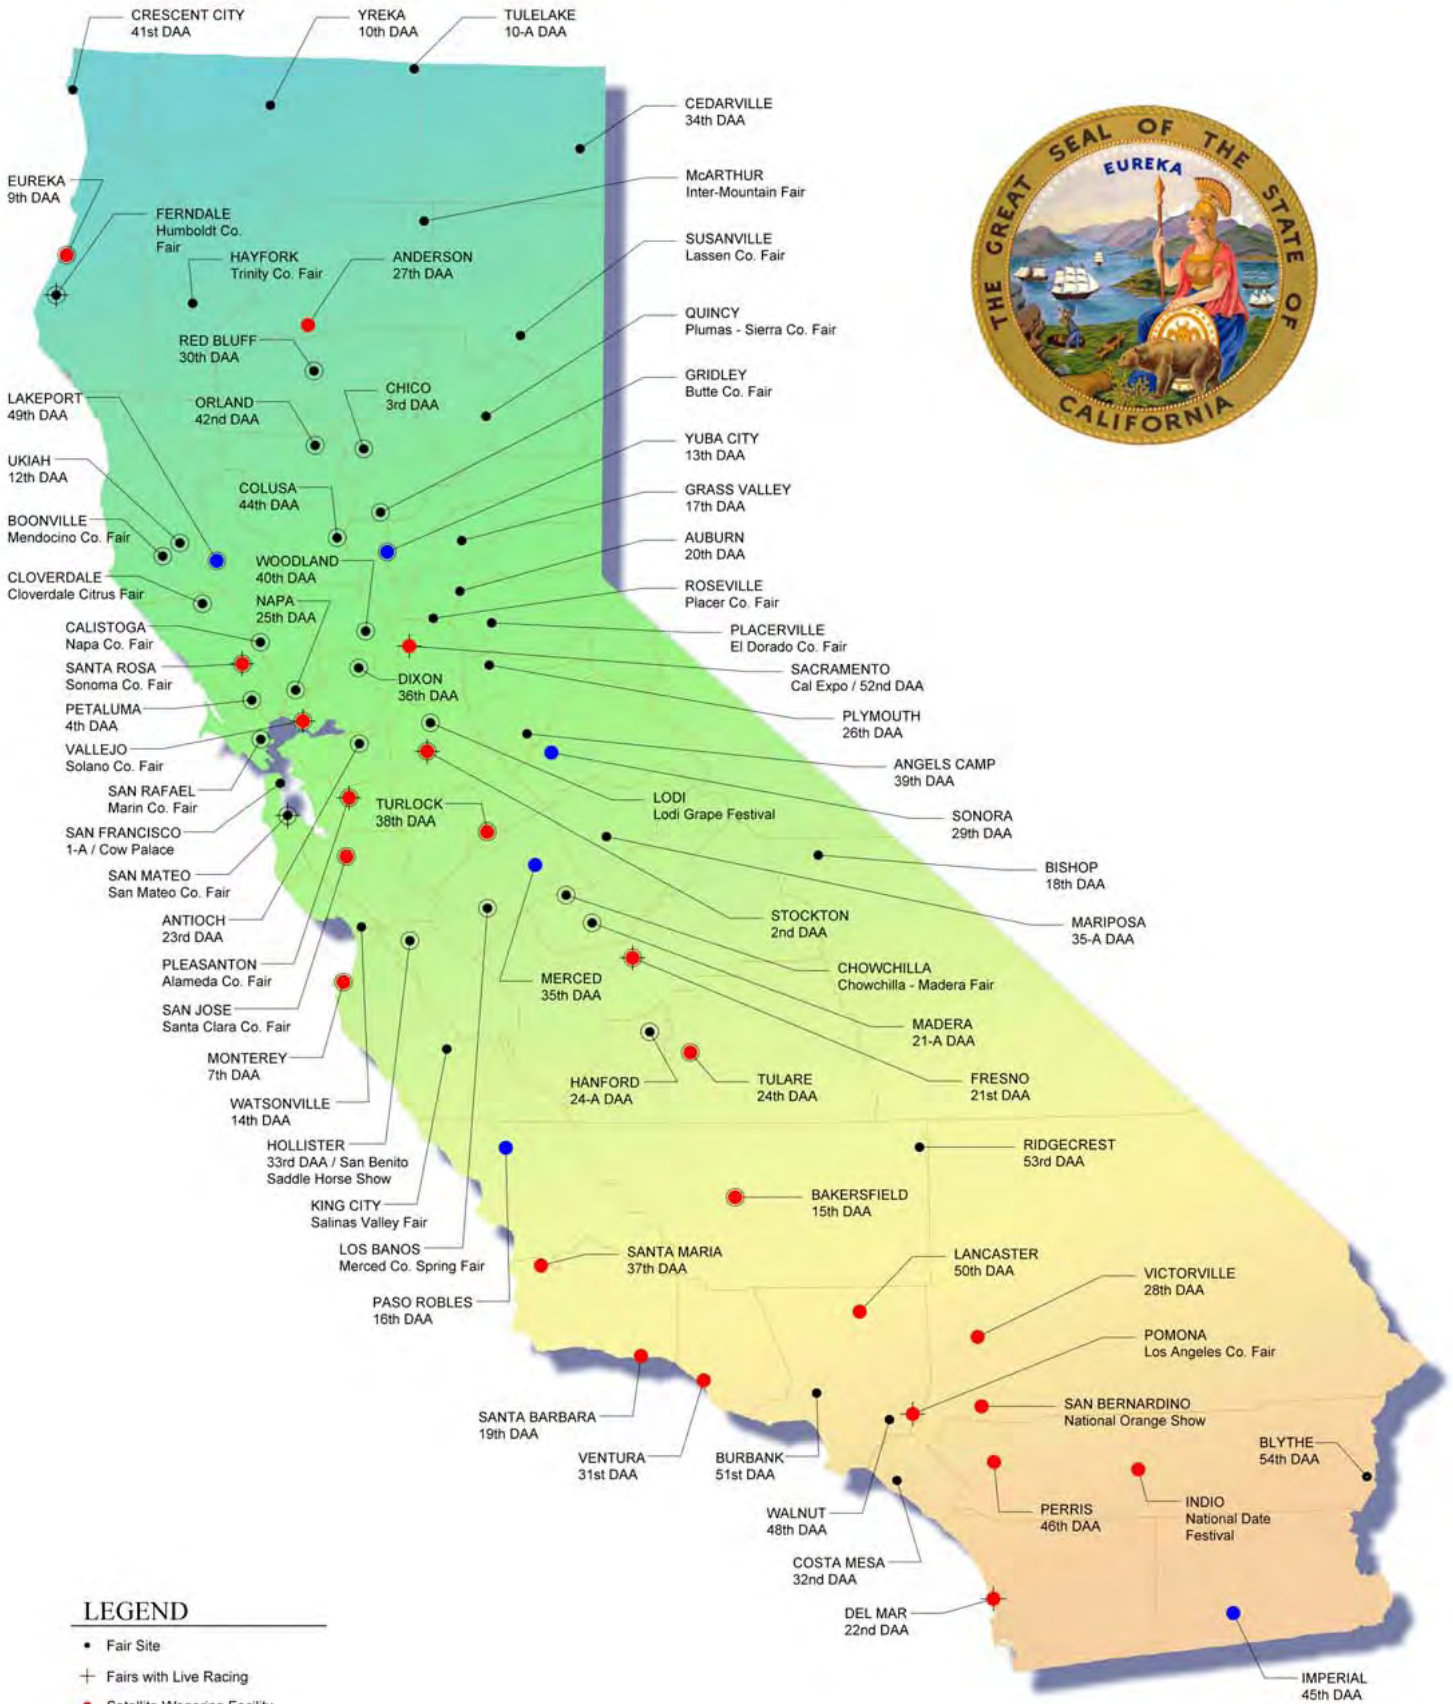 CRESCENT CITY
41st DAA
YREKA
10th DAA
TULELAKE
10-A DAA
CEDARVILLE
34th DAA
THE GREAT SEAL OF THE STATE OF CALIFORNIA
EUREKA
McARTHUR
Inter-Mountain Fair
EUREKA
9th DAA
FERNDALE
Humboldt Co.
Fair
HAYFORK
Trinity Co. Fair
ANDERSON
27th DAA
SUSANVILLE
Lassen Co. Fair
QUINCY
Plumas - Sierra Co. Fair
RED BLUFF
30th DAA
GRIDLEY
Butte Co. Fair
LAKEPORT
49th DAA
ORLAND
42nd DAA
CHICO
3rd DAA
YUBA CITY
13th DAA
UKIAH
12th DAA
COLUSA
44th DAA
GRASS VALLEY
17th DAA
BOONVILLE
Mendocino Co. Fair
AUBURN
20th DAA
WOODLAND
40th DAA
CLOVERDALE
Cloverdale Citrus Fair
NAPA
25th DAA
ROSEVILLE
Placer Co. Fair
CALISTOGA
Napa Co. Fair
PLACERVILLE
El Dorado Co. Fair
SANTA ROSA
Sonoma Co. Fair
DIXON
36th DAA
SACRAMENTO
Cal Expo / 52nd DAA
PETALUMA
4th DAA
PLYMOUTH
26th DAA
VALLEJO
Solano Co. Fair
ANGELS CAMP
39th DAA
SAN RAFAEL
Marin Co. Fair
TURLOCK
38th DAA
LODI
Lodi Grape Festival
SONORA
29th DAA
SAN FRANCISCO
1-A / Cow Palace
SAN MATEO
San Mateo Co. Fair
BISHOP
18th DAA
ANTIOCH
23rd DAA
STOCKTON
2nd DAA
MARIPOSA
35-A DAA
PLEASANTON
Alameda Co. Fair
MERCED
35th DAA
CHOWCHILLA
Chowchilla - Madera Fair
SAN JOSE
Santa Clara Co. Fair
MADERA
21-A DAA
MONTEREY
7th DAA
HANFORD
24-A DAA
TULARE
24th DAA
FRESNO
21st DAA
WATSONVILLE
14th DAA
HOLLISTER
33rd DAA / San Benito
Saddle Horse Show
RIDGECREST
53rd DAA
KING CITY
Salinas Valley Fair
BAKERSFIELD
15th DAA
LOS BANOS
Merced Co. Spring Fair
SANTA MARIA
37th DAA
LANCASTER
50th DAA
VICTORVILLE
28th DAA
PASO ROBLES
16th DAA
POMONA
Los Angeles Co. Fair
SANTA BARBARA
19th DAA
SAN BERNARDINO
National Orange Show
VENTURA
31st DAA
BURBANK
51st DAA
BLYTHE
54th DAA
WALNUT
48th DAA
PERRIS
46th DAA
INDIO
National Date
Festival
COSTA MESA
32nd DAA
DEL MAR
22nd DAA
IMPERIAL
45th DAA
LEGEND
Fair Site
Fairs with Live Racing
Satellite Wagering Facility